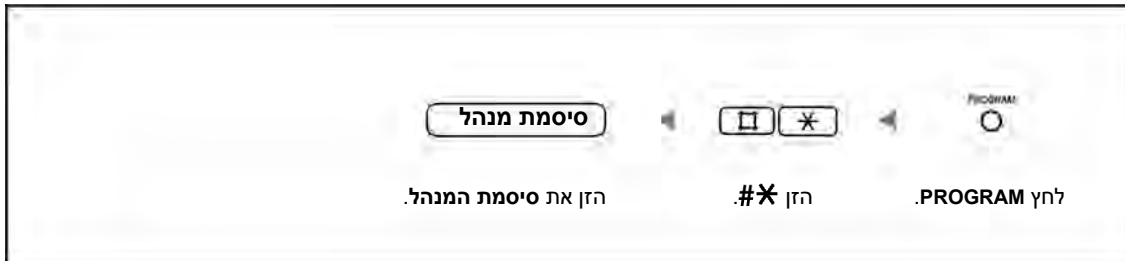 PROGRAM
# *
סיסמת מנהל
לחץ PROGRAM.
הזן *#.
הזן את סיסמת המנהל.